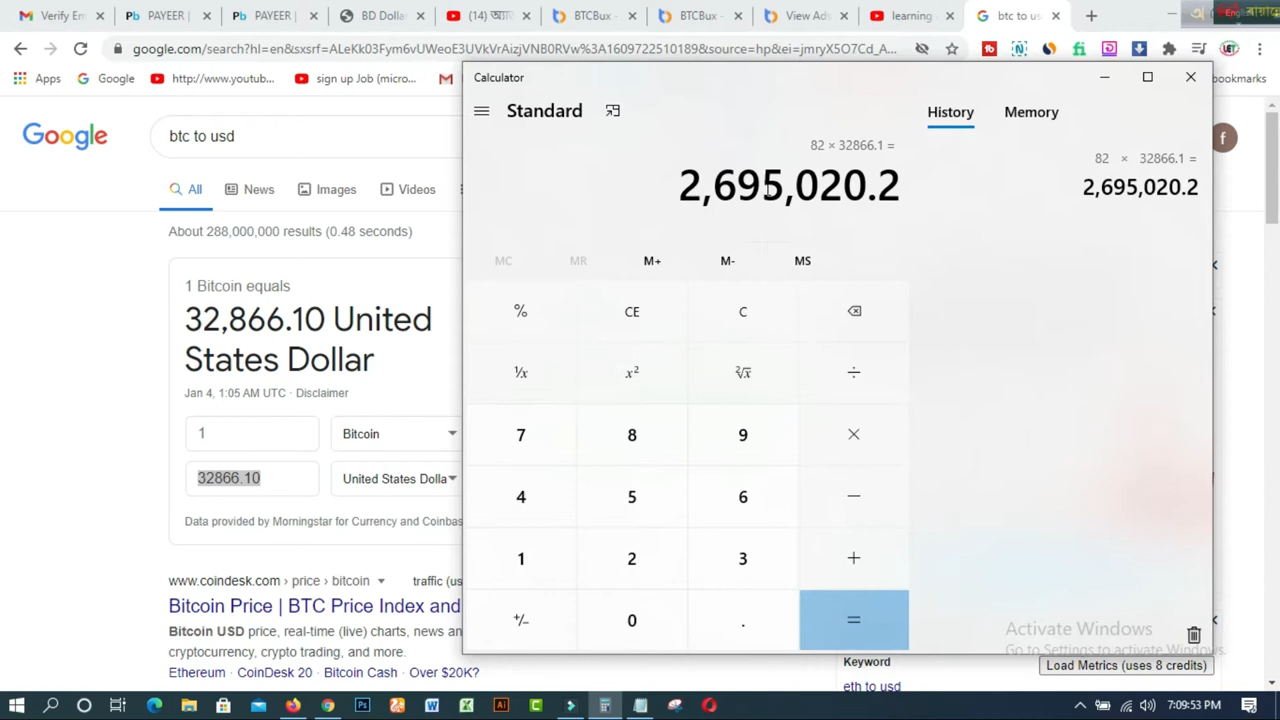 Verify En
PAYEER
PAYEER |
BD Dolla
(14)
BTCBux -
BTCBux -
View Ad
learning
btc to us
English
google.com/search?hl=en&sxsrf=ALeKk03Fym6vUWeoE3UVkVrAizjVNB0RVw%3A1609722510189&source=hp&ei=jmryX5O7Cd_A...
Apps
Google
http://www.youtub...
sign up Job (micro...
ookmarks
Google
btc to usd
f
All
News
Images
Videos
About 288,000,000 results (0.48 seconds)
1 Bitcoin equals
32,866.10 United
States Dollar
Jan 4, 1:05 AM UTC · Disclaimer
1
Bitcoin
32866.10
United States Dolla
Data provided by Morningstar for Currency and Coinbas
www.coindesk.com › price › bitcoin
traffic (us
Bitcoin Price | BTC Price Index and
Bitcoin USD price, real-time (live) charts, news an
cryptocurrency, crypto trading, and more.
Ethereum · CoinDesk 20 · Bitcoin Cash · Over $20K?
Calculator
Standard
History
Memory
82 × 32866.1 =
2,695,020.2
82 × 32866.1 =
2,695,020.2
MC
MR
M+
M-
MS
%
CE
C
⌫
¹/x
x²
²√x
÷
7
8
9
×
4
5
6
−
1
2
3
+
+/−
0
.
=
Activate Windows
Go to Settings to activate Windows.
Load Metrics (uses 8 credits)
Keyword
eth to usd
7:09:53 PM